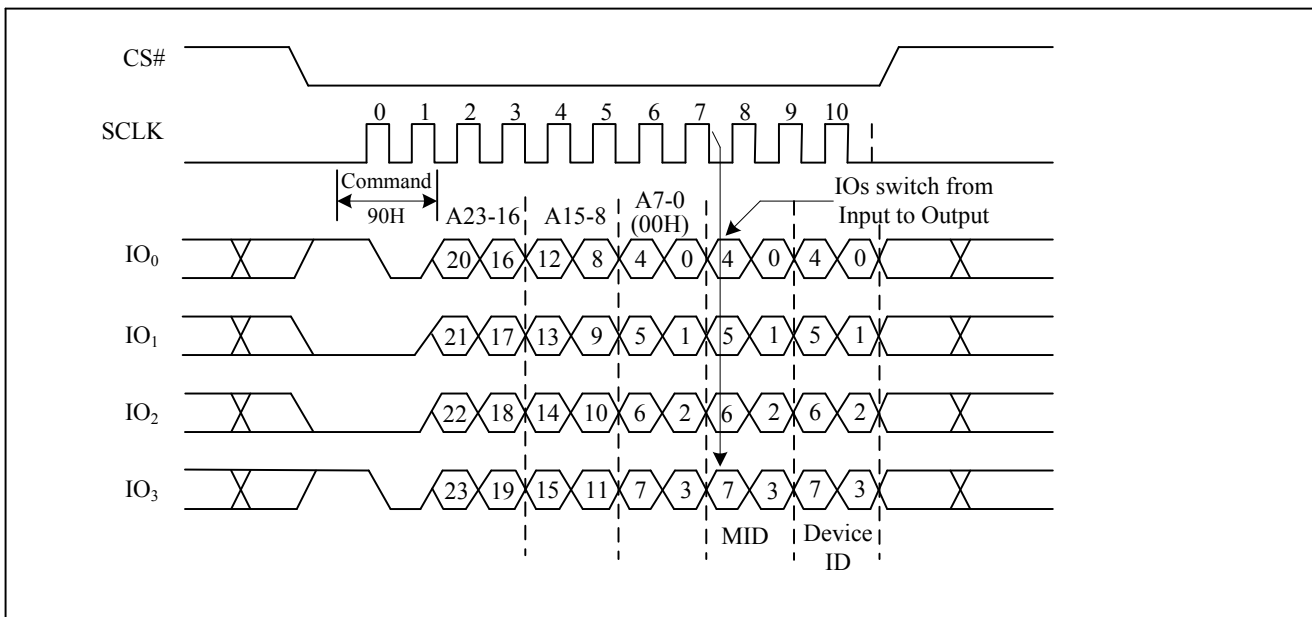 CS#
SCLK
0 1 2 3 4 5 6 7 8 9 10
Command
90H
A23-16
A15-8
A7-0
(00H)
IOs switch from
Input to Output
IO₀
20 16 12 8 4 0 4 0 4 0
IO₁
21 17 13 9 5 1 5 1 5 1
IO₂
22 18 14 10 6 2 6 2 6 2
IO₃
23 19 15 11 7 3 7 3 7 3
MID
Device
ID